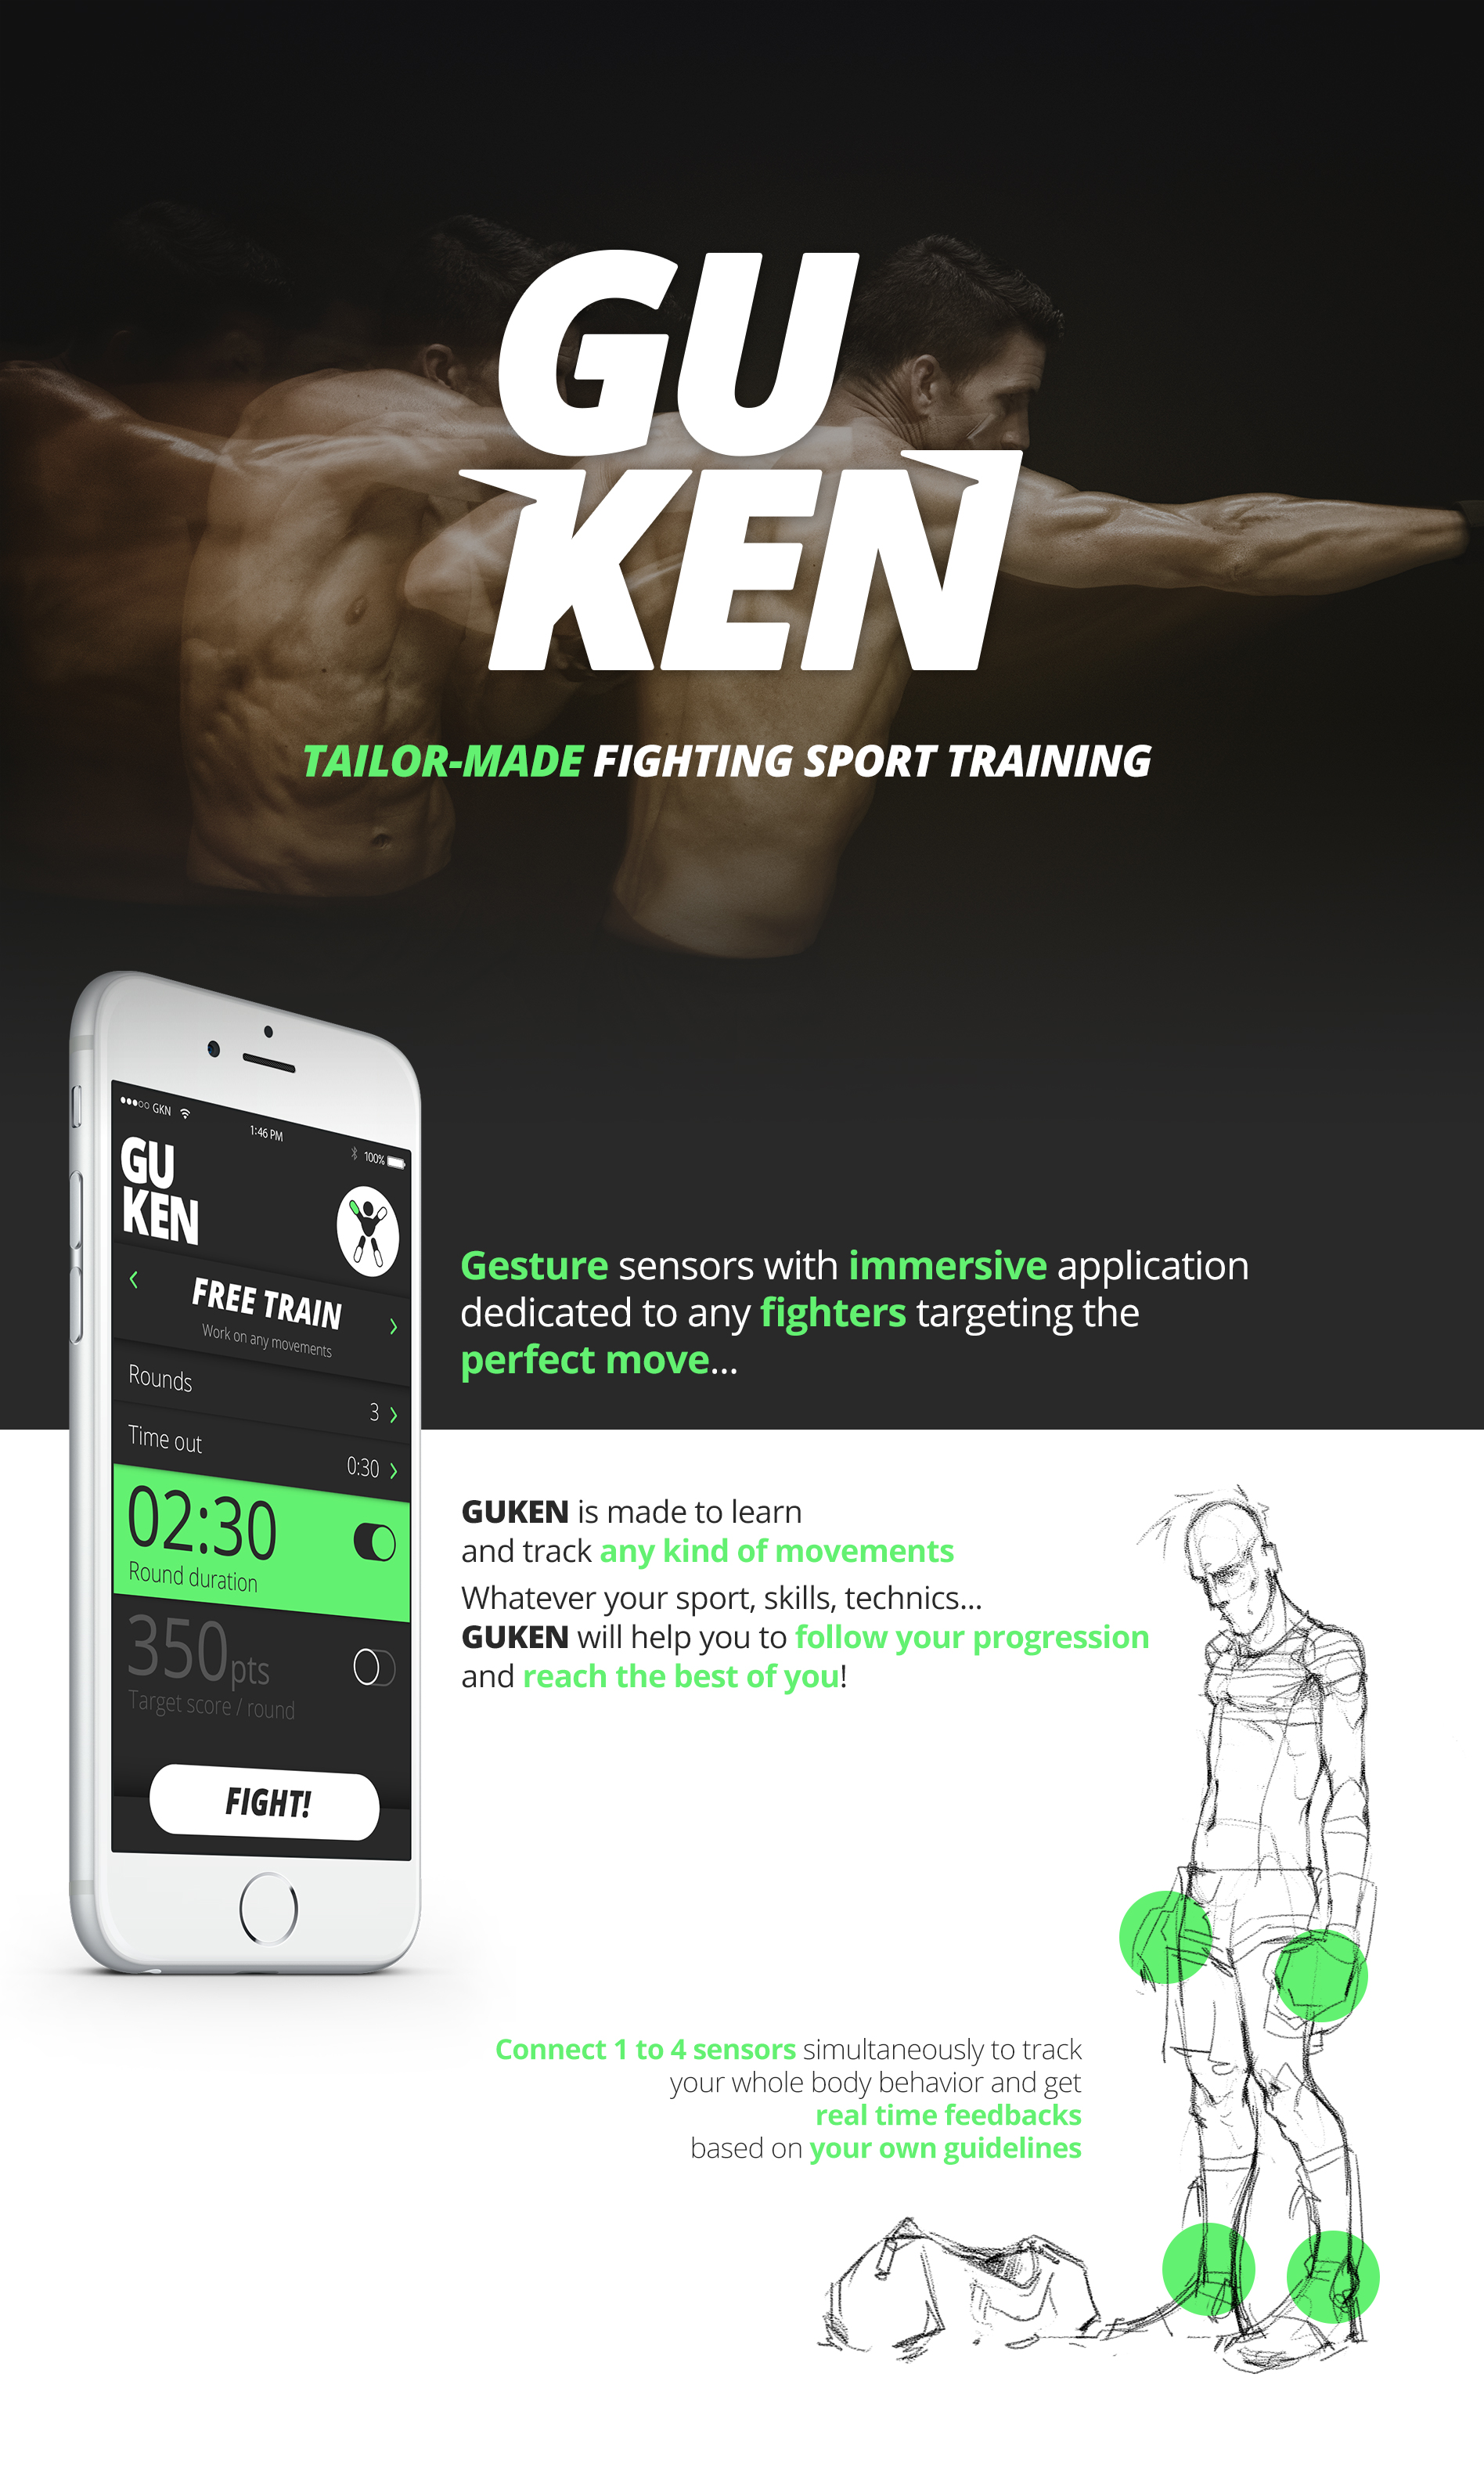 GU
KEN
TAILOR-MADE FIGHTING SPORT TRAINING
GKN
1:46 PM
100%
GU
KEN
FREE TRAIN
Work on any movements
Rounds
3
Time out
0:30
02:30
Round duration
350pts
Target score / round
FIGHT!
Gesture sensors with immersive application
dedicated to any fighters targeting the
perfect move...
GUKEN is made to learn
and track any kind of movements
Whatever your sport, skills, technics...
GUKEN will help you to follow your progression
and reach the best of you!
Connect 1 to 4 sensors simultaneously to track
your whole body behavior and get
real time feedbacks
based on your own guidelines